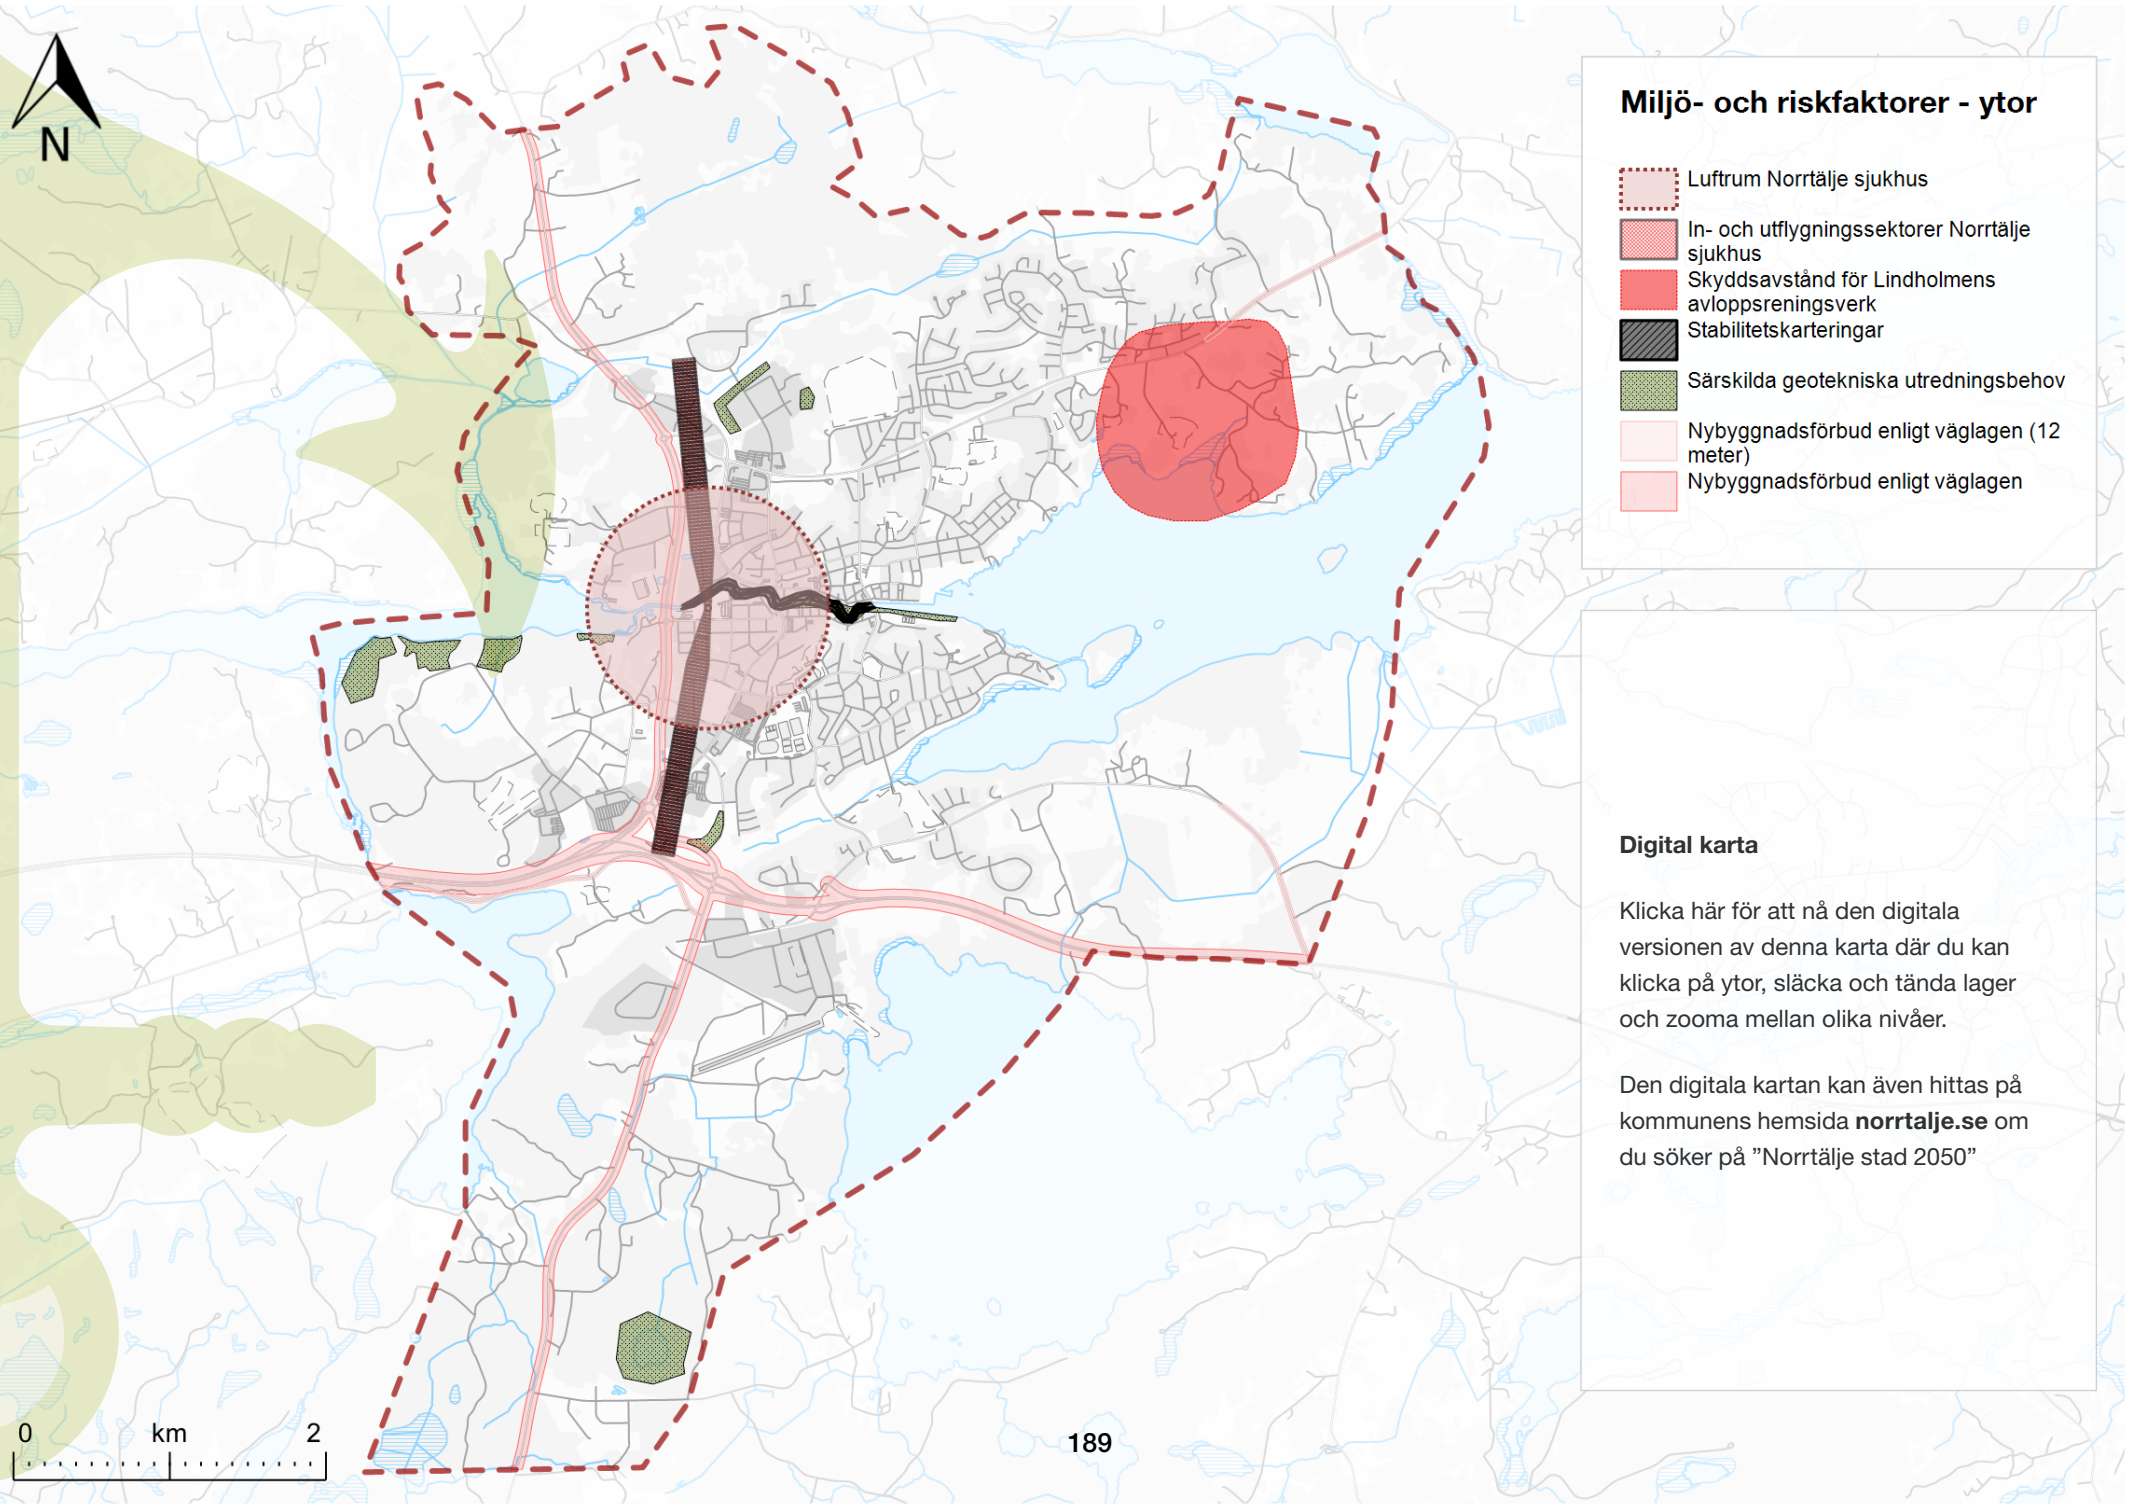 N
Miljö- och riskfaktorer - ytor
Luftrum Norrtälje sjukhus
In- och utflygningssektorer Norrtälje
sjukhus
Skyddsavstånd för Lindholmens
avloppsreningsverk
Stabilitetskarteringar
Särskilda geotekniska utredningsbehov
Nybyggnadsförbud enligt väglagen (12
meter)
Nybyggnadsförbud enligt väglagen
Digital karta
Klicka här för att nå den digitala
versionen av denna karta där du kan
klicka på ytor, släcka och tända lager
och zooma mellan olika nivåer.
Den digitala kartan kan även hittas på
kommunens hemsida norrtalje.se om
du söker på ”Norrtälje stad 2050”
0 km 2
189